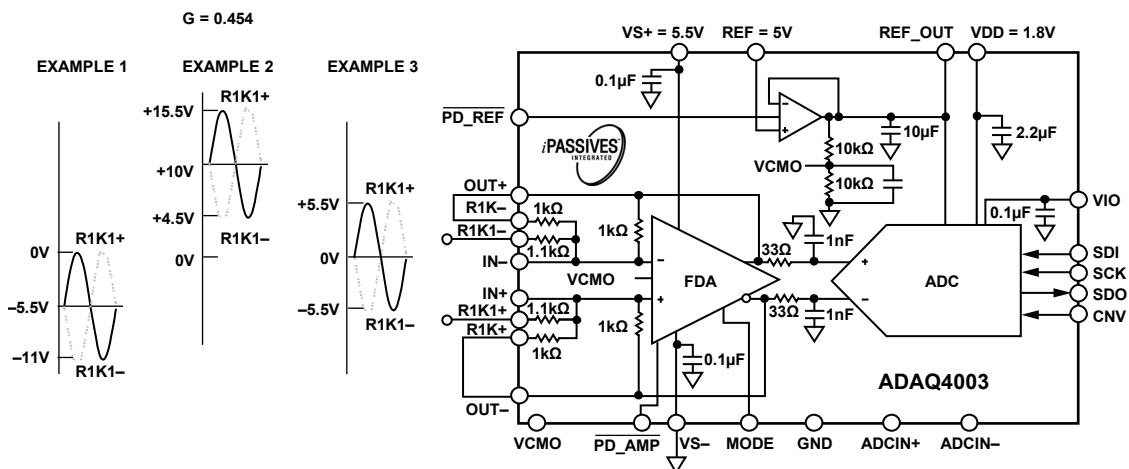 G = 0.454
EXAMPLE 1
EXAMPLE 2
EXAMPLE 3
R1K1+
0V
–5.5V
–11V
R1K1–
R1K1+
+15.5V
+10V
+4.5V
R1K1–
0V
R1K1+
+5.5V
0V
–5.5V
R1K1–
VS+ = 5.5V
REF = 5V
REF_OUT
VDD = 1.8V
0.1µF
PD_REF
iPASSIVES
INTEGRATED
10µF
2.2µF
10kΩ
VCMO
10kΩ
OUT+
R1K–
1kΩ
R1K1–
1.1kΩ
IN–
1kΩ
VCMO
IN+
R1K1+
1.1kΩ
R1K+
1kΩ
1kΩ
OUT–
–
+
FDA
33Ω
1nF
33Ω
1nF
0.1µF
–
+
+
–
ADC
0.1µF
VIO
SDI
SCK
SDO
CNV
ADAQ4003
VCMO
PD_AMP
VS–
MODE
GND
ADCIN+
ADCIN–